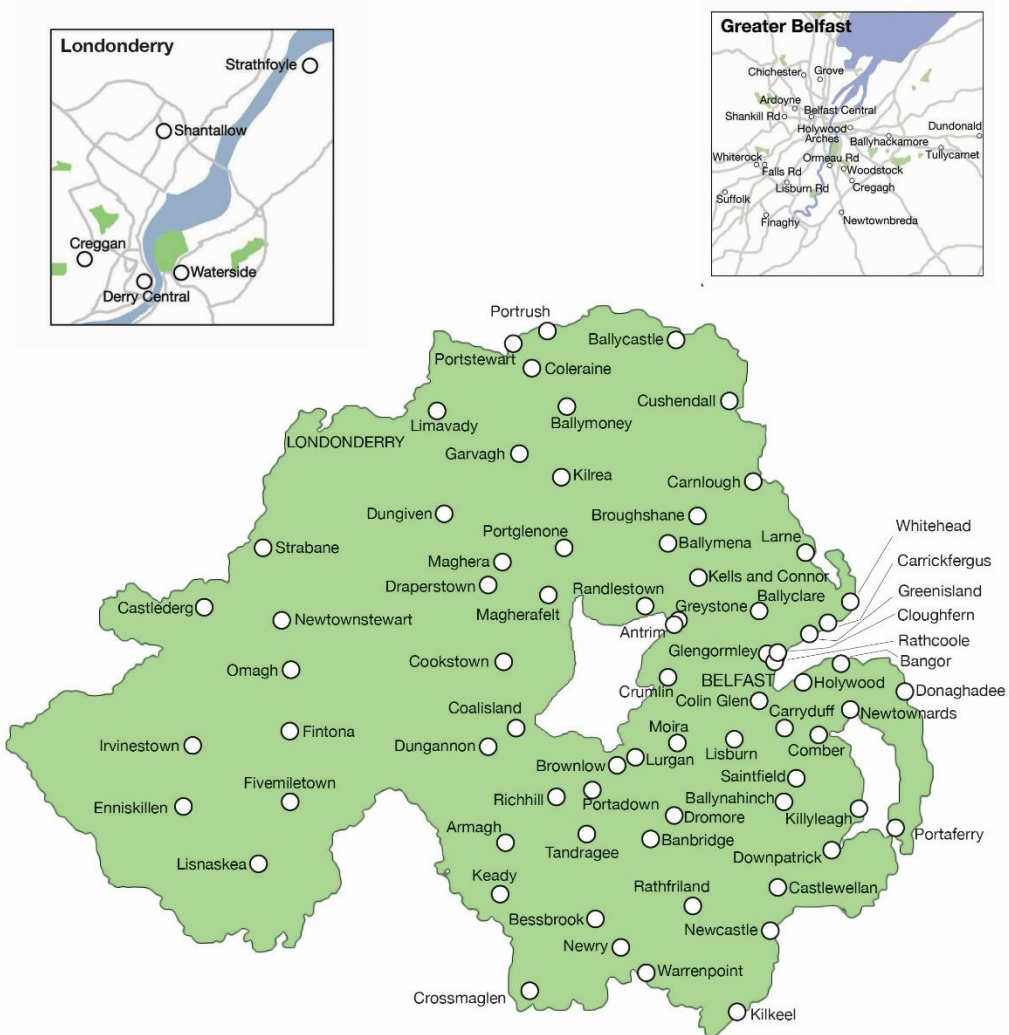 Londonderry
Strathfoyle
Shantallow
Creggan
Waterside
Derry Central
Greater Belfast
Chichester
Grove
Ardoyne
Belfast Central
Shankill Rd
Holywood
Arches
Dundonald
Ballyhackamore
Tullycarnet
Whiterock
Ormeau Rd
Falls Rd
Woodstock
Lisburn Rd
Cregagh
Suffolk
Finaghy
Newtownbreda
Portrush
Ballycastle
Portstewart
Coleraine
Cushendall
Limavady
Ballymoney
LONDONDERRY
Garvagh
Kilrea
Carnlough
Dungiven
Broughshane
Portglenone
Whitehead
Strabane
Ballymena
Larne
Maghera
Carrickfergus
Draperstown
Kells and Connor
Randlestown
Ballyclare
Greenisland
Castlederg
Magherafelt
Greystone
Cloughfern
Newtownstewart
Antrim
Rathcoole
Glengormley
Cookstown
Bangor
Omagh
BELFAST
Crumlin
Holywood
Donaghadee
Colin Glen
Coalisland
Carryduff
Newtownards
Fintona
Moira
Irvinestown
Dungannon
Lisburn
Comber
Brownlow
Lurgan
Fivemiletown
Saintfield
Richhill
Enniskillen
Portadown
Ballynahinch
Dromore
Killyleagh
Armagh
Tandragee
Banbridge
Portaferry
Lisnaskea
Downpatrick
Keady
Rathfriland
Castlewellan
Bessbrook
Newcastle
Newry
Warrenpoint
Crossmaglen
Kilkeel